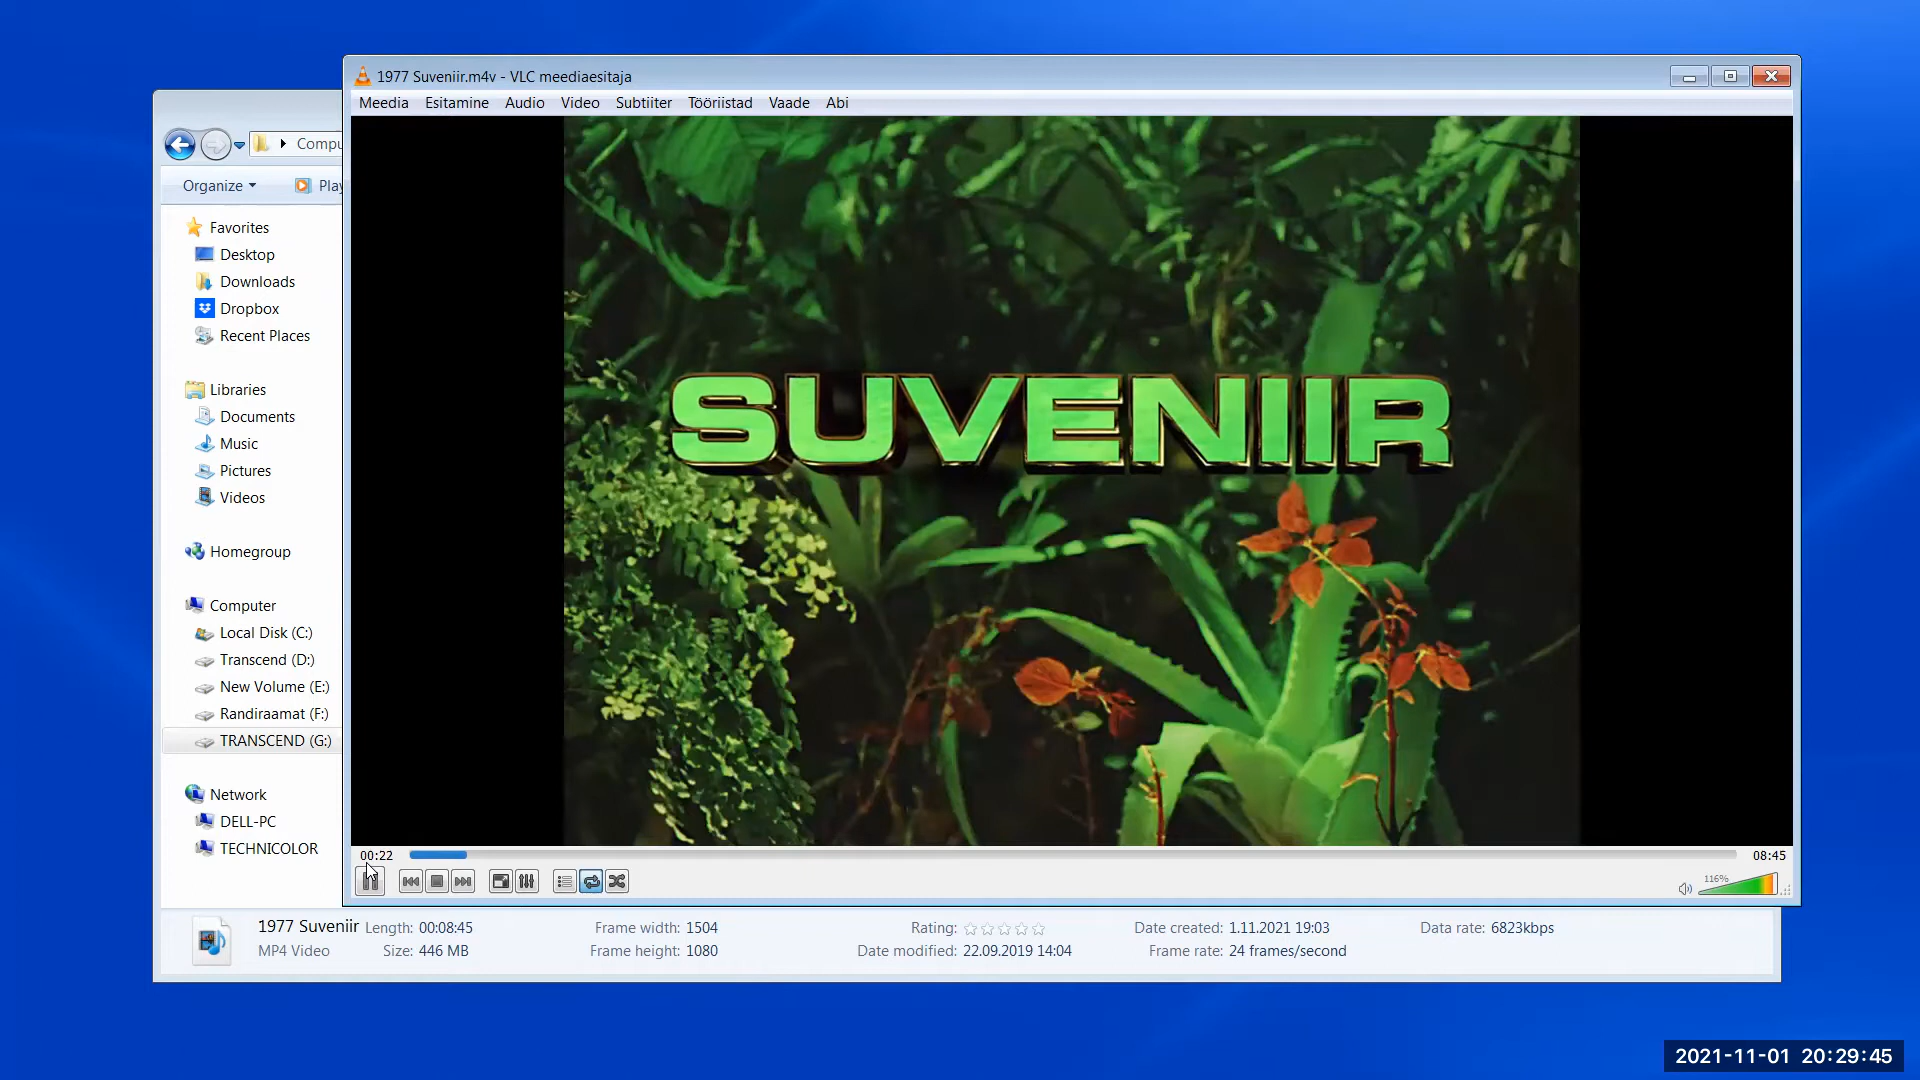 1977 Suveniir.m4v - VLC meediaesitaja
Meedia Esitamine Audio Video Subtiiter Tööriistad Vaade Abi
Compu
Organize Play
Favorites
Desktop
Downloads
Dropbox
Recent Places
Libraries
Documents
Music
Pictures
Videos
Homegroup
Computer
Local Disk (C:)
Transcend (D:)
New Volume (E:)
Randiraamat (F:)
TRANSCEND (G:)
Network
DELL-PC
TECHNICOLOR
SUVENIIR
00:22 08:45
116%
1977 Suveniir Length: 00:08:45 Frame width: 1504 Rating: Date created: 1.11.2021 19:03 Data rate: 6823kbps
MP4 Video Size: 446 MB Frame height: 1080 Date modified: 22.09.2019 14:04 Frame rate: 24 frames/second
2021-11-01 20:29:45